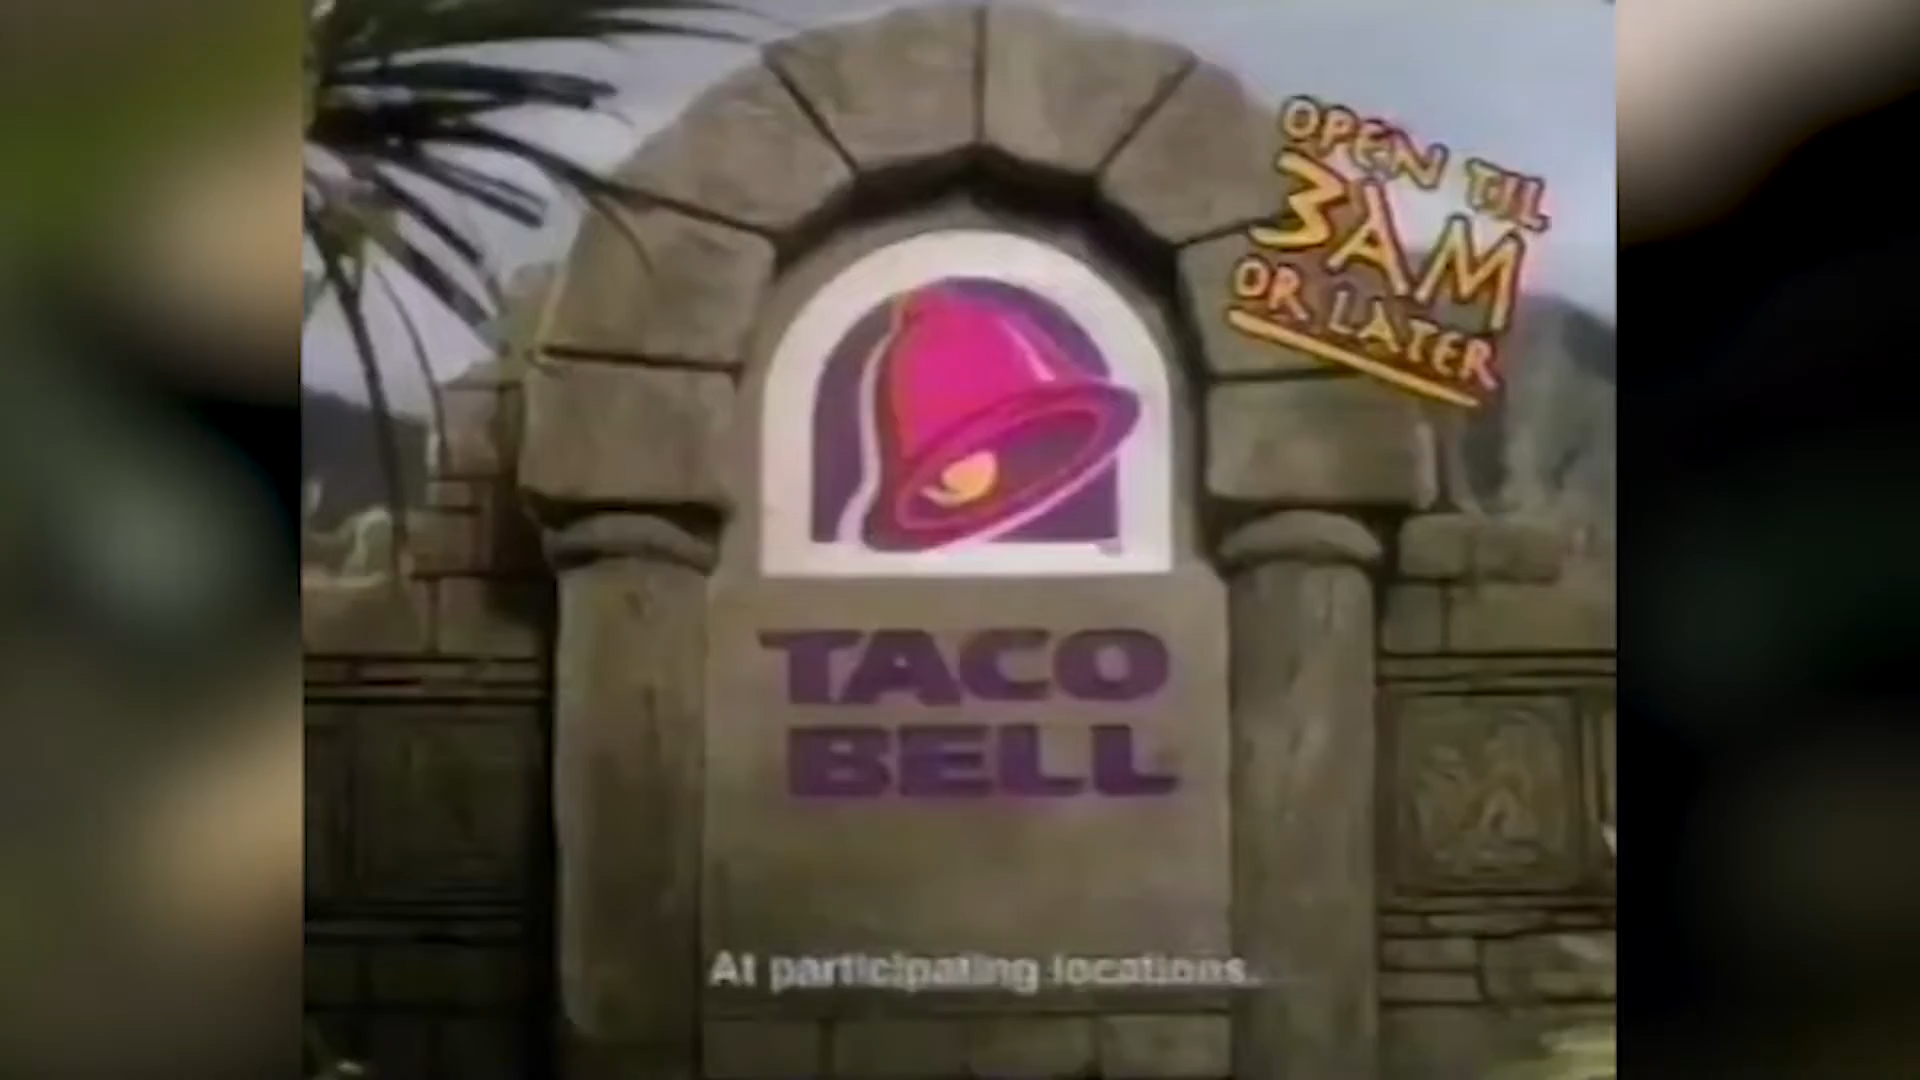 OPEN TIL
3AM
OR LATER
TACO
BELL
At participating locations.